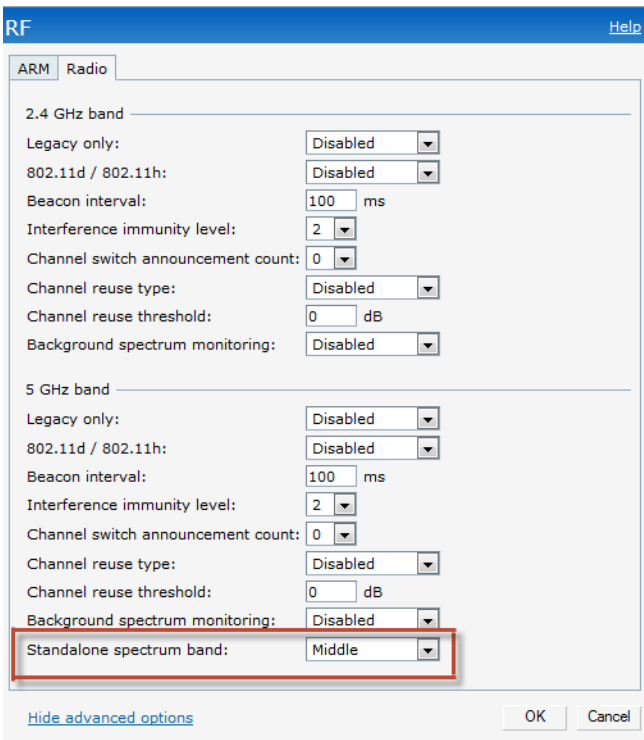 RF Help
ARM Radio
2.4 GHz band
Legacy only: Disabled
802.11d / 802.11h: Disabled
Beacon interval: 100 ms
Interference immunity level: 2
Channel switch announcement count: 0
Channel reuse type: Disabled
Channel reuse threshold: 0 dB
Background spectrum monitoring: Disabled
5 GHz band
Legacy only: Disabled
802.11d / 802.11h: Disabled
Beacon interval: 100 ms
Interference immunity level: 2
Channel switch announcement count: 0
Channel reuse type: Disabled
Channel reuse threshold: 0 dB
Background spectrum monitoring: Disabled
Standalone spectrum band: Middle
Hide advanced options OK Cancel